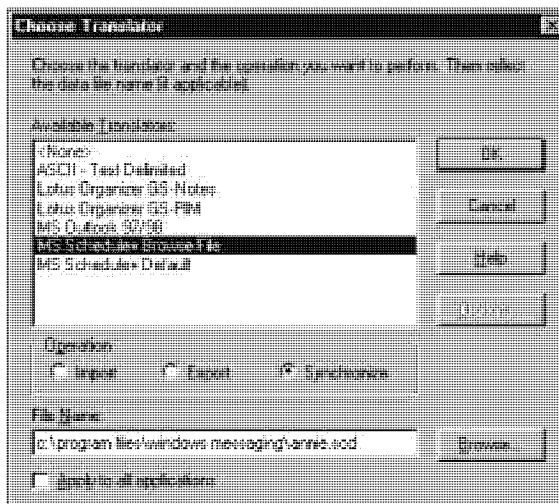 Choose Translator
Choose the translator and the operation you want to perform. Then select
the data file name (if applicable).
Available Translators:
<None>
ASCII - Text Delimited
Lotus Organizer GS-Notes
Lotus Organizer GS-PIM
MS Outlook 97/98
MS Schedule+ Browse File
MS Schedule+ Default
OK
Cancel
Help
Options...
Operation
Import
Export
Synchronize
File Name:
c:\program files\windows messaging\annie.scd
Browse...
Apply to all applications